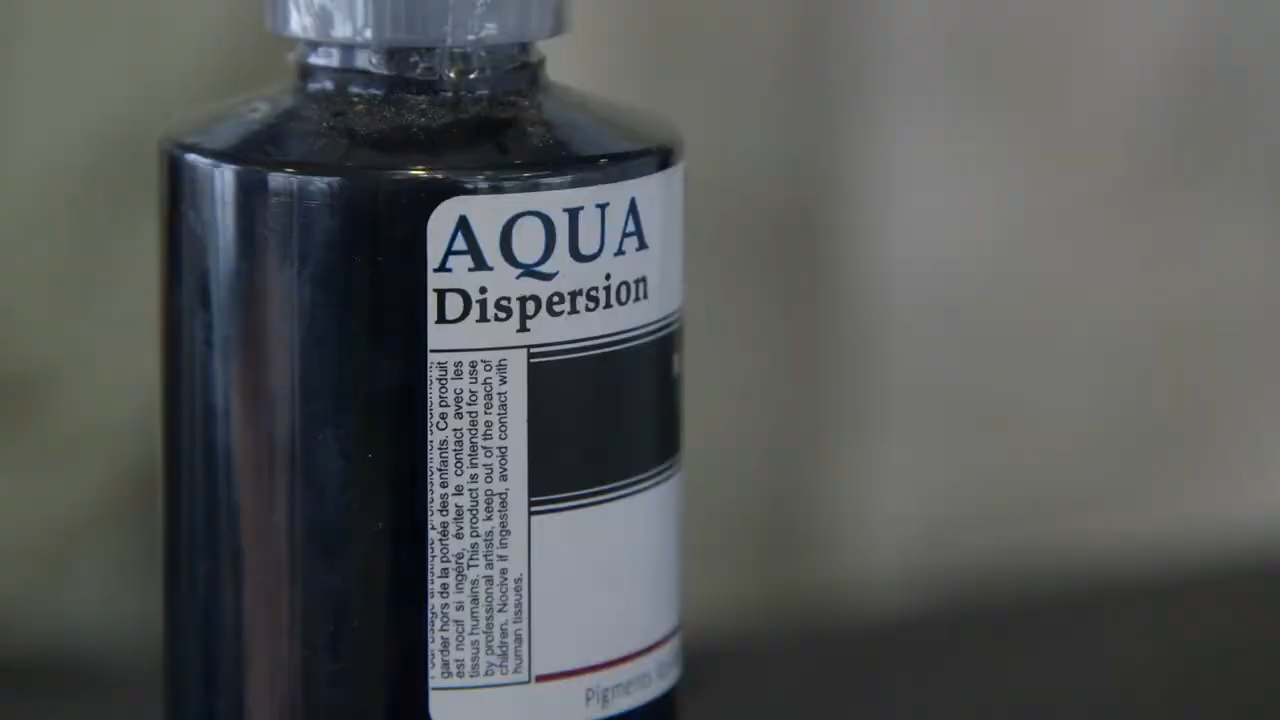 AQUA
Dispersion
garder hors de la portée des enfants. Ce produit
est nocif si ingéré, éviter le contact avec les
tissus humains. This product is intended for use
by professional artists, keep out of the reach of
children. Nocive if ingested, avoid contact with
human tissues.
Pigments